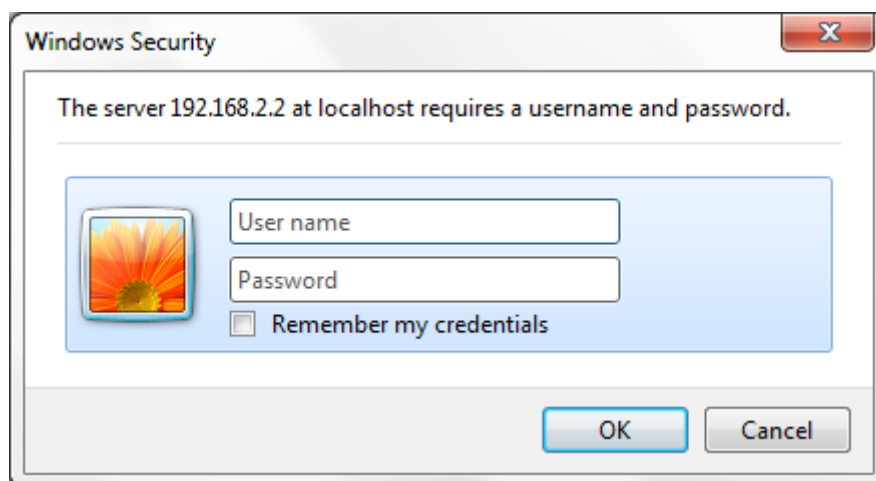 Windows Security
The server 192.168.2.2 at localhost requires a username and password.
User name
Password
Remember my credentials
OK
Cancel